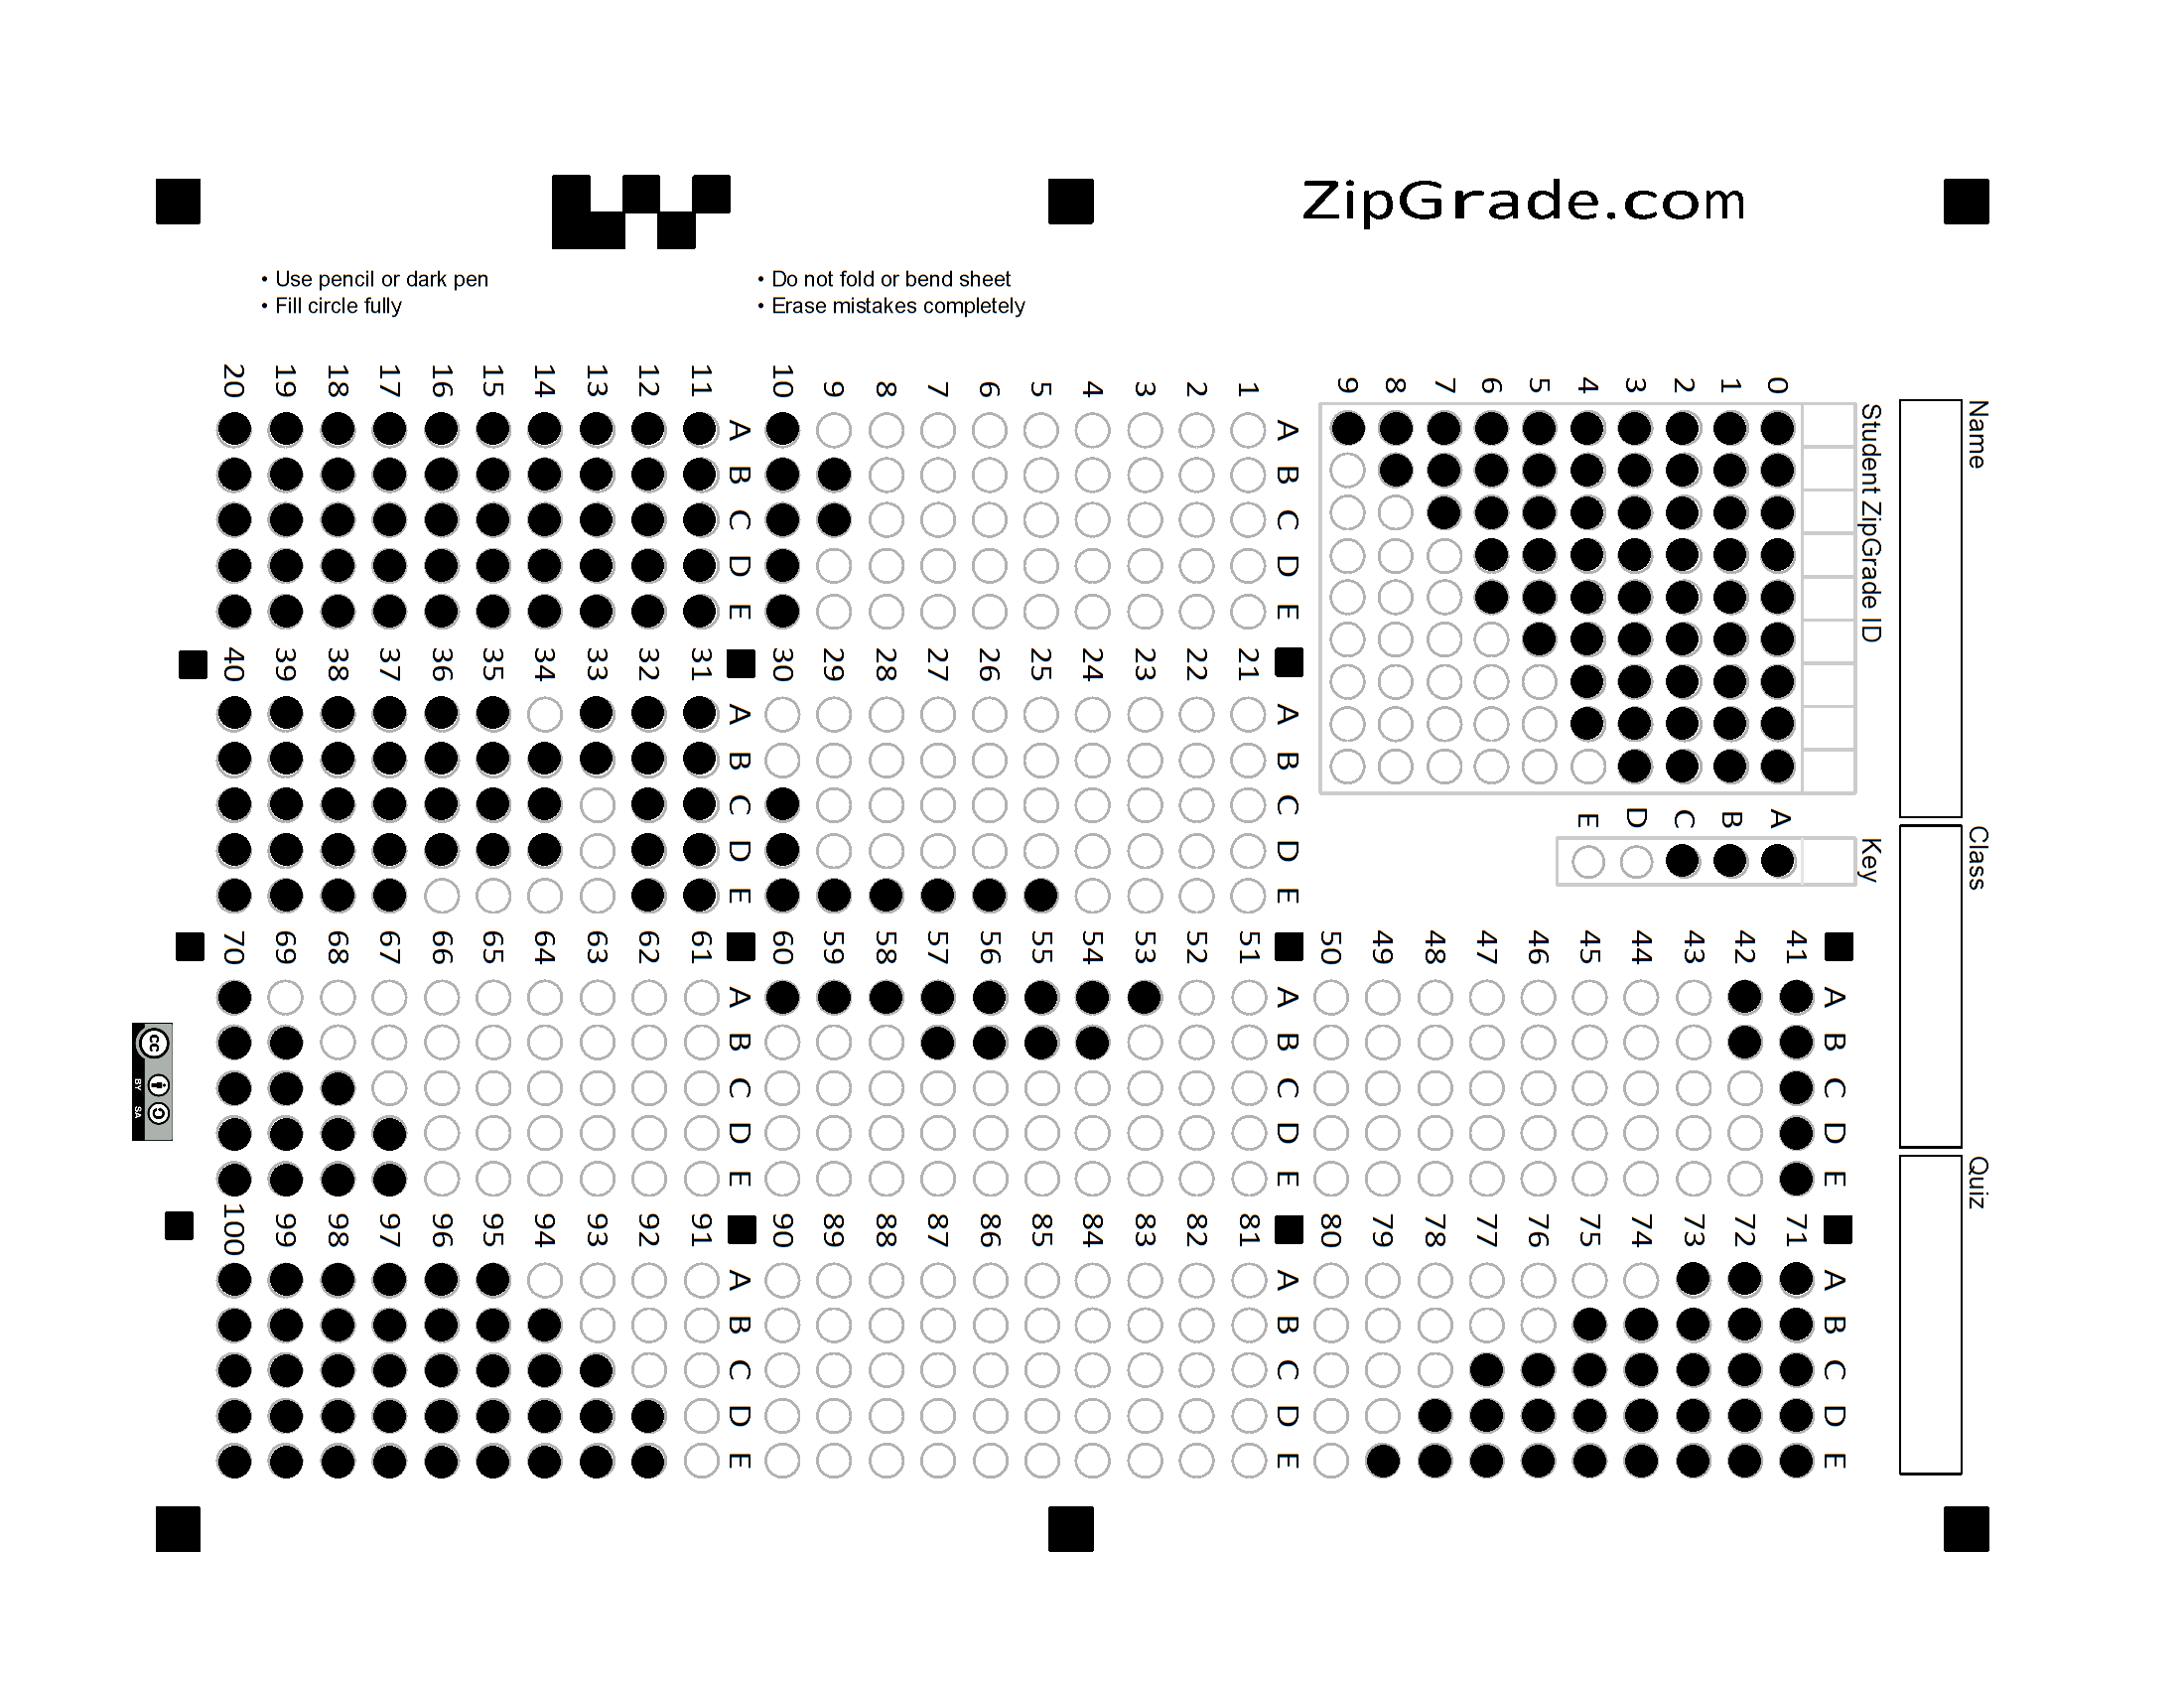 ZipGrade.com
• Use pencil or dark pen
• Fill circle fully
• Do not fold or bend sheet
• Erase mistakes completely
Name
Class
Quiz
Student ZipGrade ID
0 1 2 3 4 5 6 7 8 9
Key
A B C D E
A B C D E
1 2 3 4 5 6 7 8 9 10
A B C D E
11 12 13 14 15 16 17 18 19 20
A B C D E
21 22 23 24 25 26 27 28 29 30
A B C D E
31 32 33 34 35 36 37 38 39 40
A B C D E
41 42 43 44 45 46 47 48 49 50
A B C D E
51 52 53 54 55 56 57 58 59 60
A B C D E
61 62 63 64 65 66 67 68 69 70
A B C D E
71 72 73 74 75 76 77 78 79 80
A B C D E
81 82 83 84 85 86 87 88 89 90
A B C D E
91 92 93 94 95 96 97 98 99 100
cc
BY SA